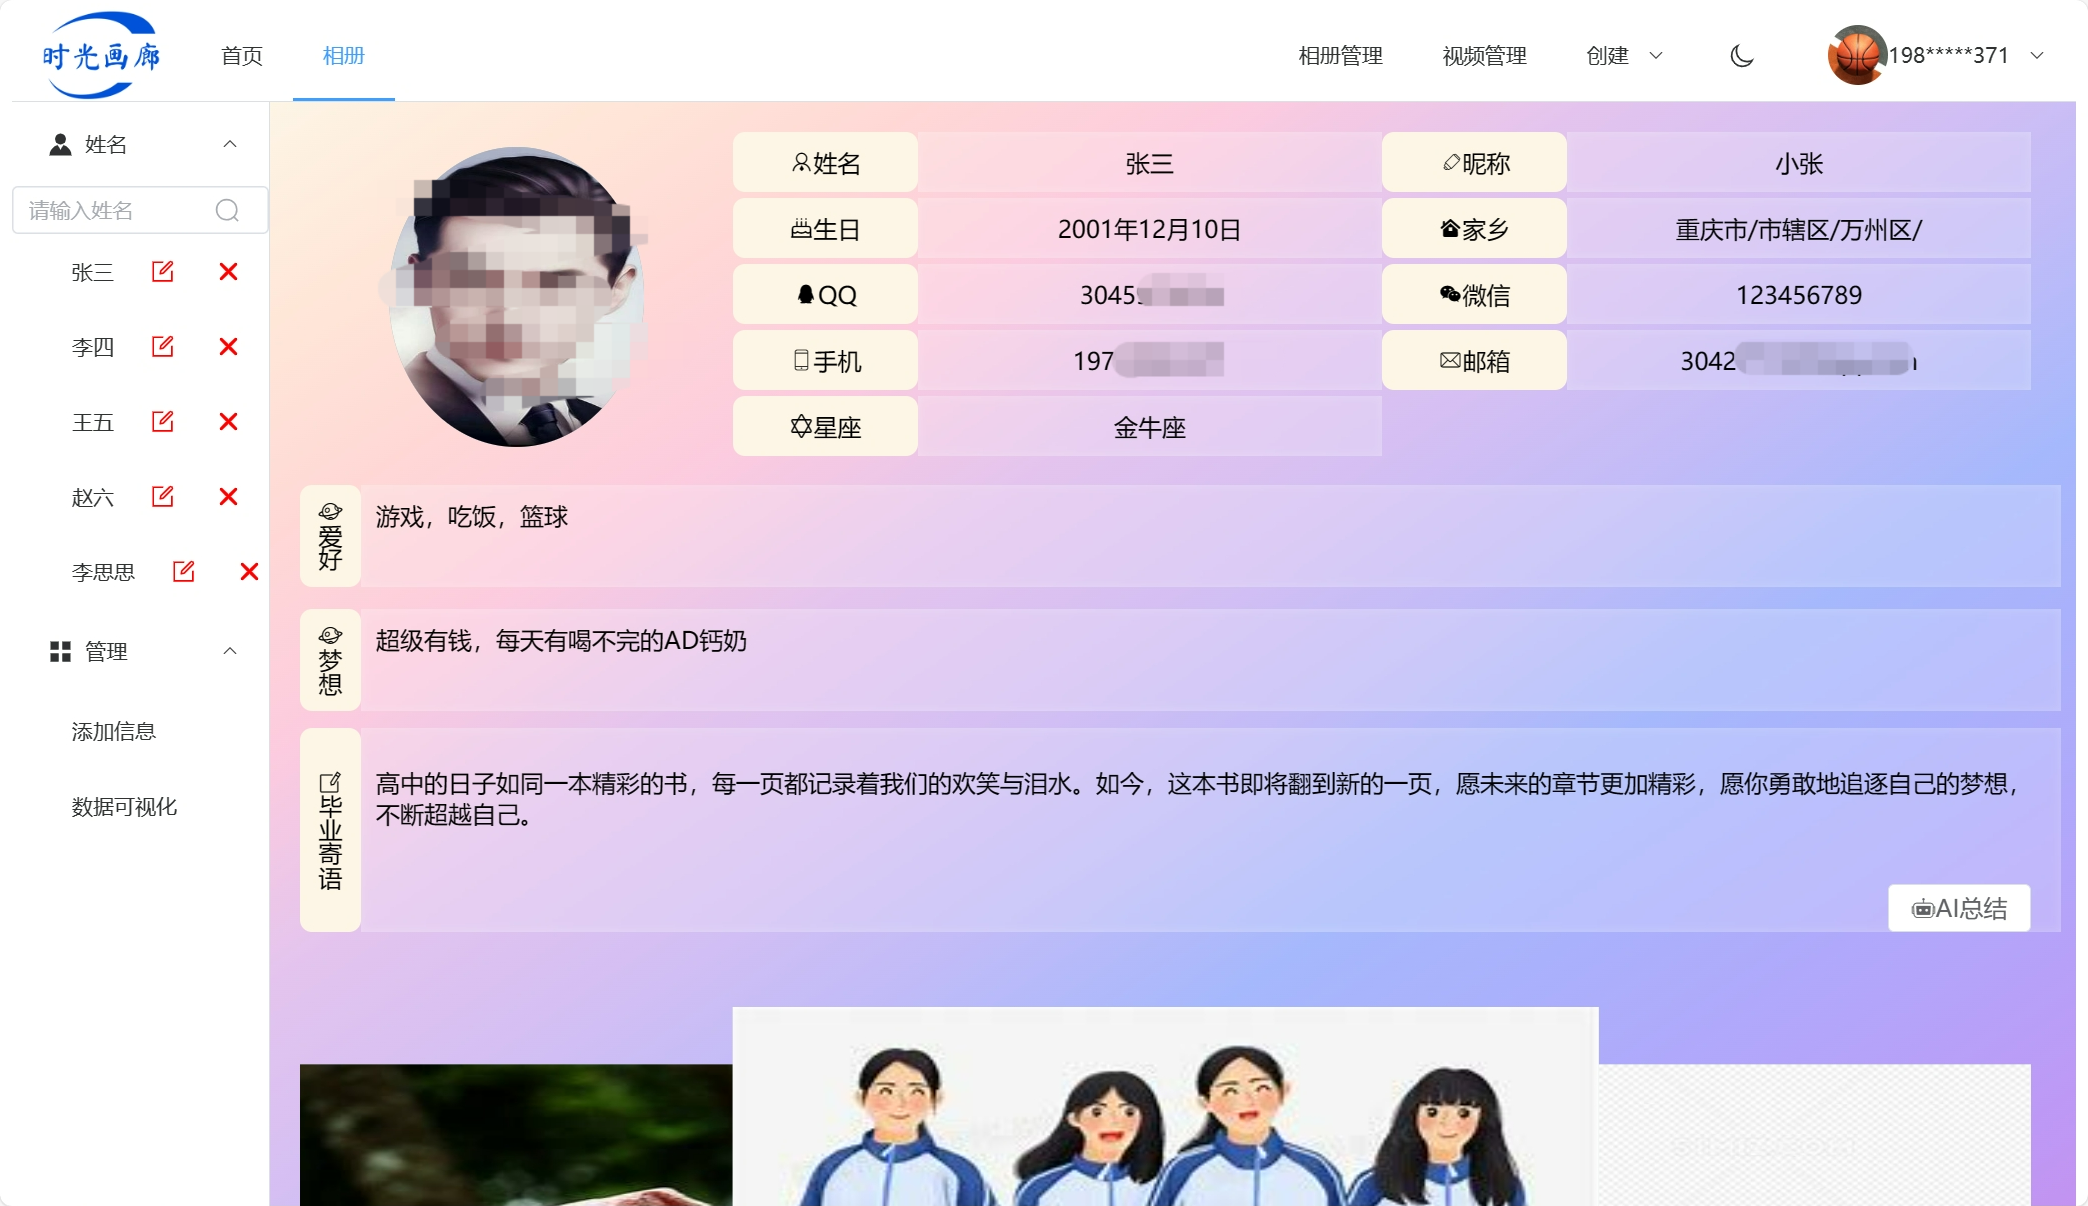 时光画廊
首页
相册
相册管理
视频管理
创建
198*****371
姓名
请输入姓名
张三
李四
王五
赵六
李思思
管理
添加信息
数据可视化
姓名
张三
昵称
小张
生日
2001年12月10日
家乡
重庆市/市辖区/万州区/
QQ
3045
微信
123456789
手机
197
邮箱
3042
星座
金牛座
爱好
游戏，吃饭，篮球
梦想
超级有钱，每天有喝不完的AD钙奶
毕业寄语
高中的日子如同一本精彩的书，每一页都记录着我们的欢笑与泪水。如今，这本书即将翻到新的一页，愿未来的章节更加精彩，愿你勇敢地追逐自己的梦想，
不断超越自己。
AI总结